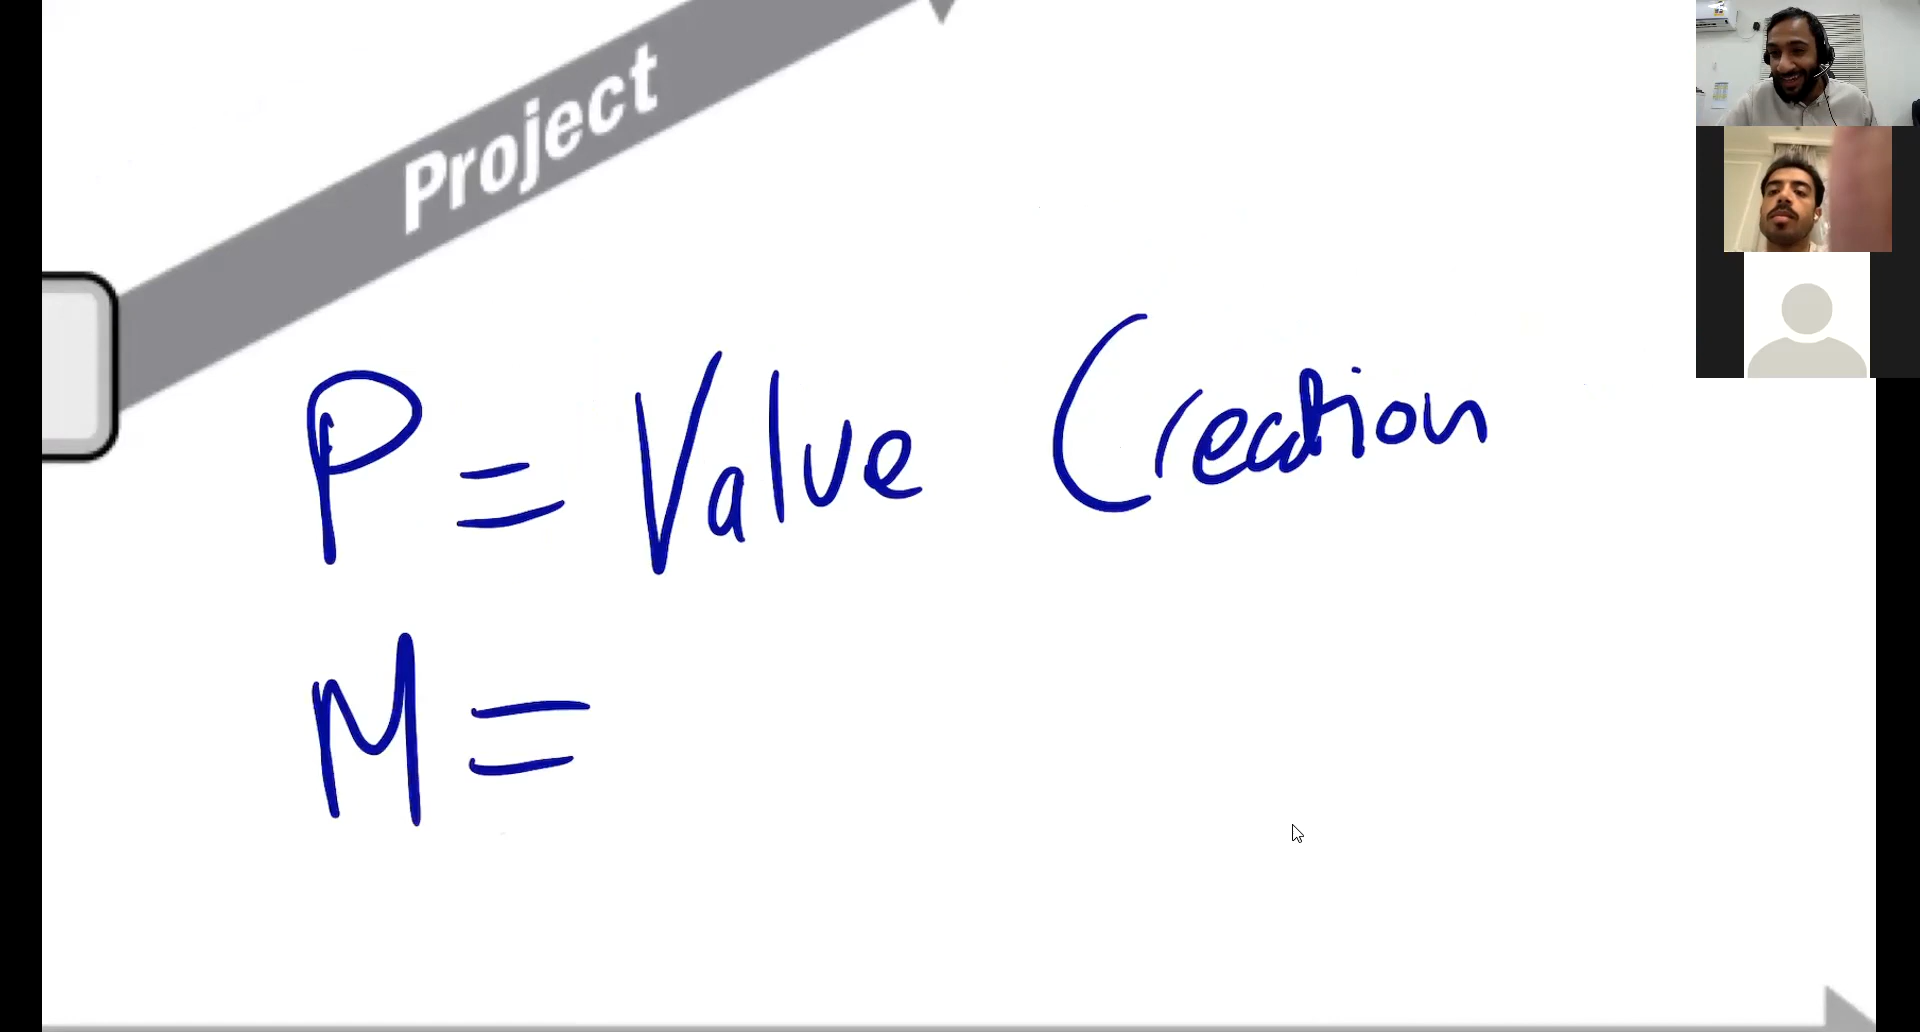 Project
P = Value Creation
M =